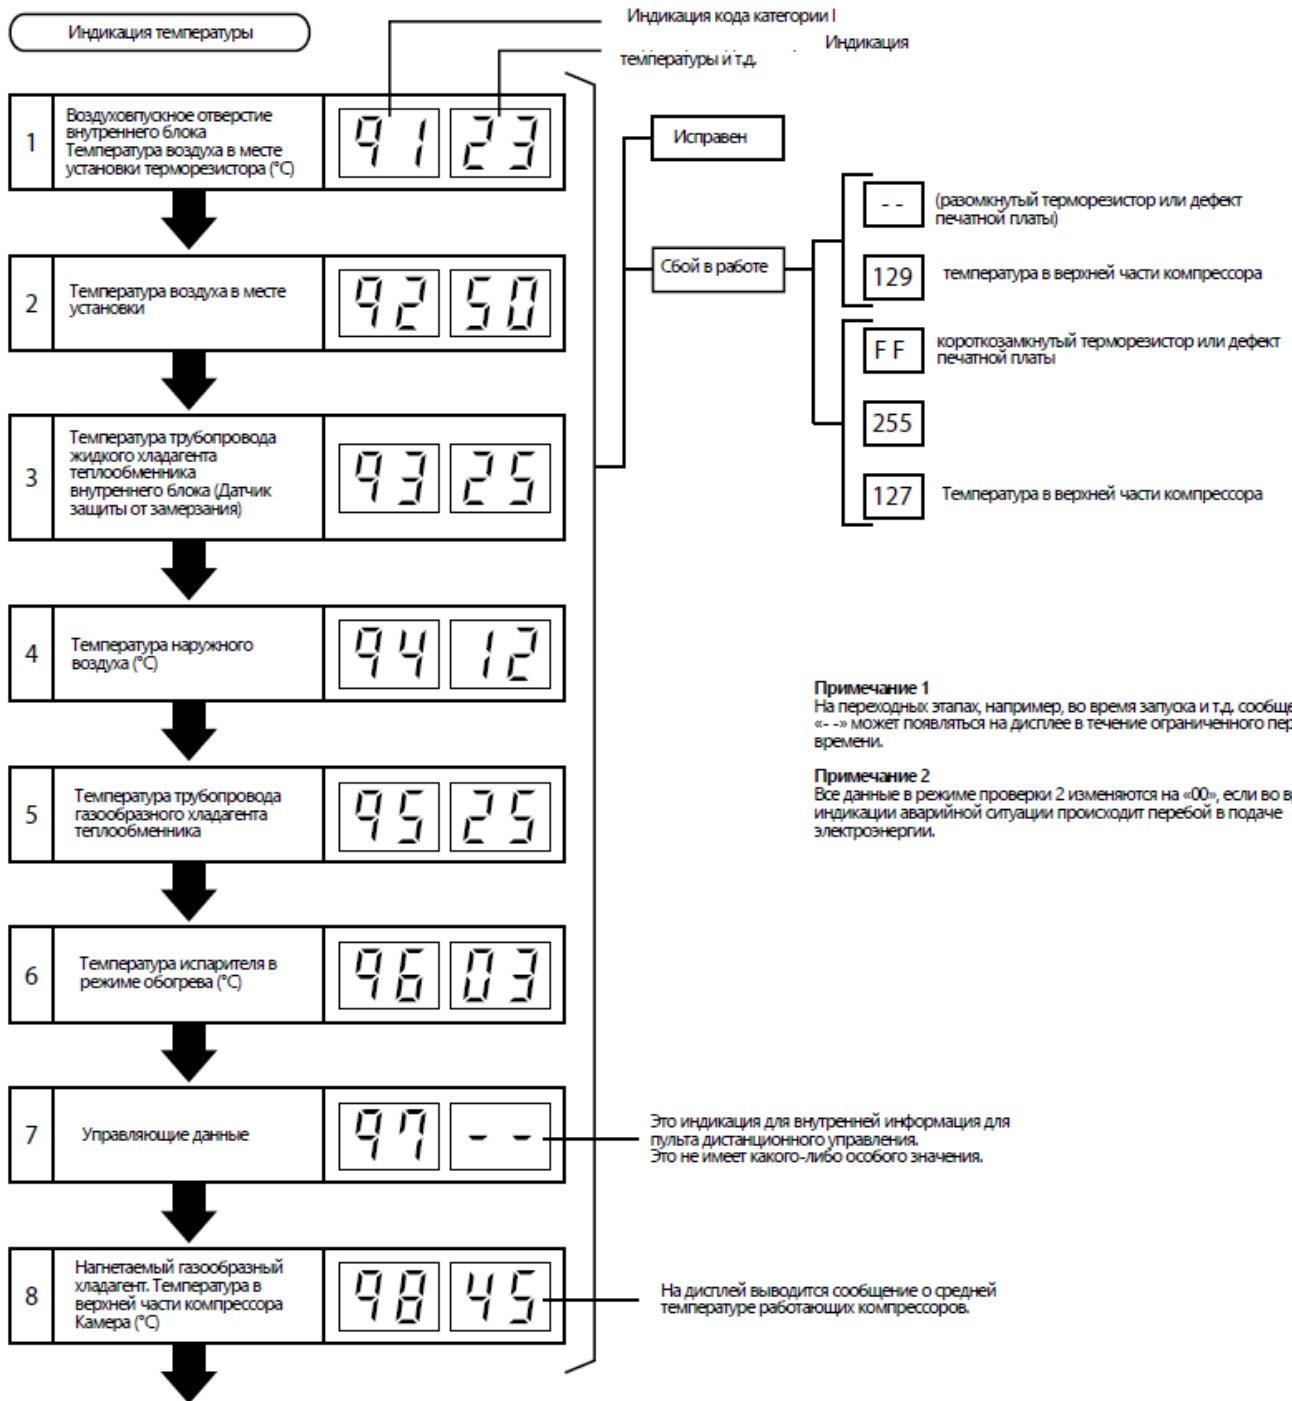 Индикация температуры
Индикация кода категории I
Индикация
температуры и т.д.
1
Воздуховпускное отверстие
внутреннего блока
Температура воздуха в месте
установки терморезистора (°C)
91 23
Исправен
Сбой в работе
- -
(разомкнутый терморезистор или дефект
печатной платы)
129
температура в верхней части компрессора
F F
короткозамкнутый терморезистор или дефект
печатной платы
255
127
Температура в верхней части компрессора
2
Температура воздуха в месте
установки
92 50
3
Температура трубопровода
жидкого хладагента
теплообменника
внутреннего блока (Датчик
защиты от замерзания)
93 25
4
Температура наружного
воздуха (°C)
94 12
Примечание 1
На переходных этапах, например, во время запуска и т.д. сообще
«- -» может появляться на дисплее в течение ограниченного пер
времени.
Примечание 2
Все данные в режиме проверки 2 изменяются на «00», если во в
индикации аварийной ситуации происходит перебой в подаче
электроэнергии.
5
Температура трубопровода
газообразного хладагента
теплообменника
95 25
6
Температура испарителя в
режиме обогрева (°C)
96 03
7
Управляющие данные
97 - -
Это индикация для внутренней информация для
пульта дистанционного управления.
Это не имеет какого-либо особого значения.
8
Нагнетаемый газообразный
хладагент. Температура в
верхней части компрессора
Камера (°C)
98 45
На дисплей выводится сообщение о средней
температуре работающих компрессоров.